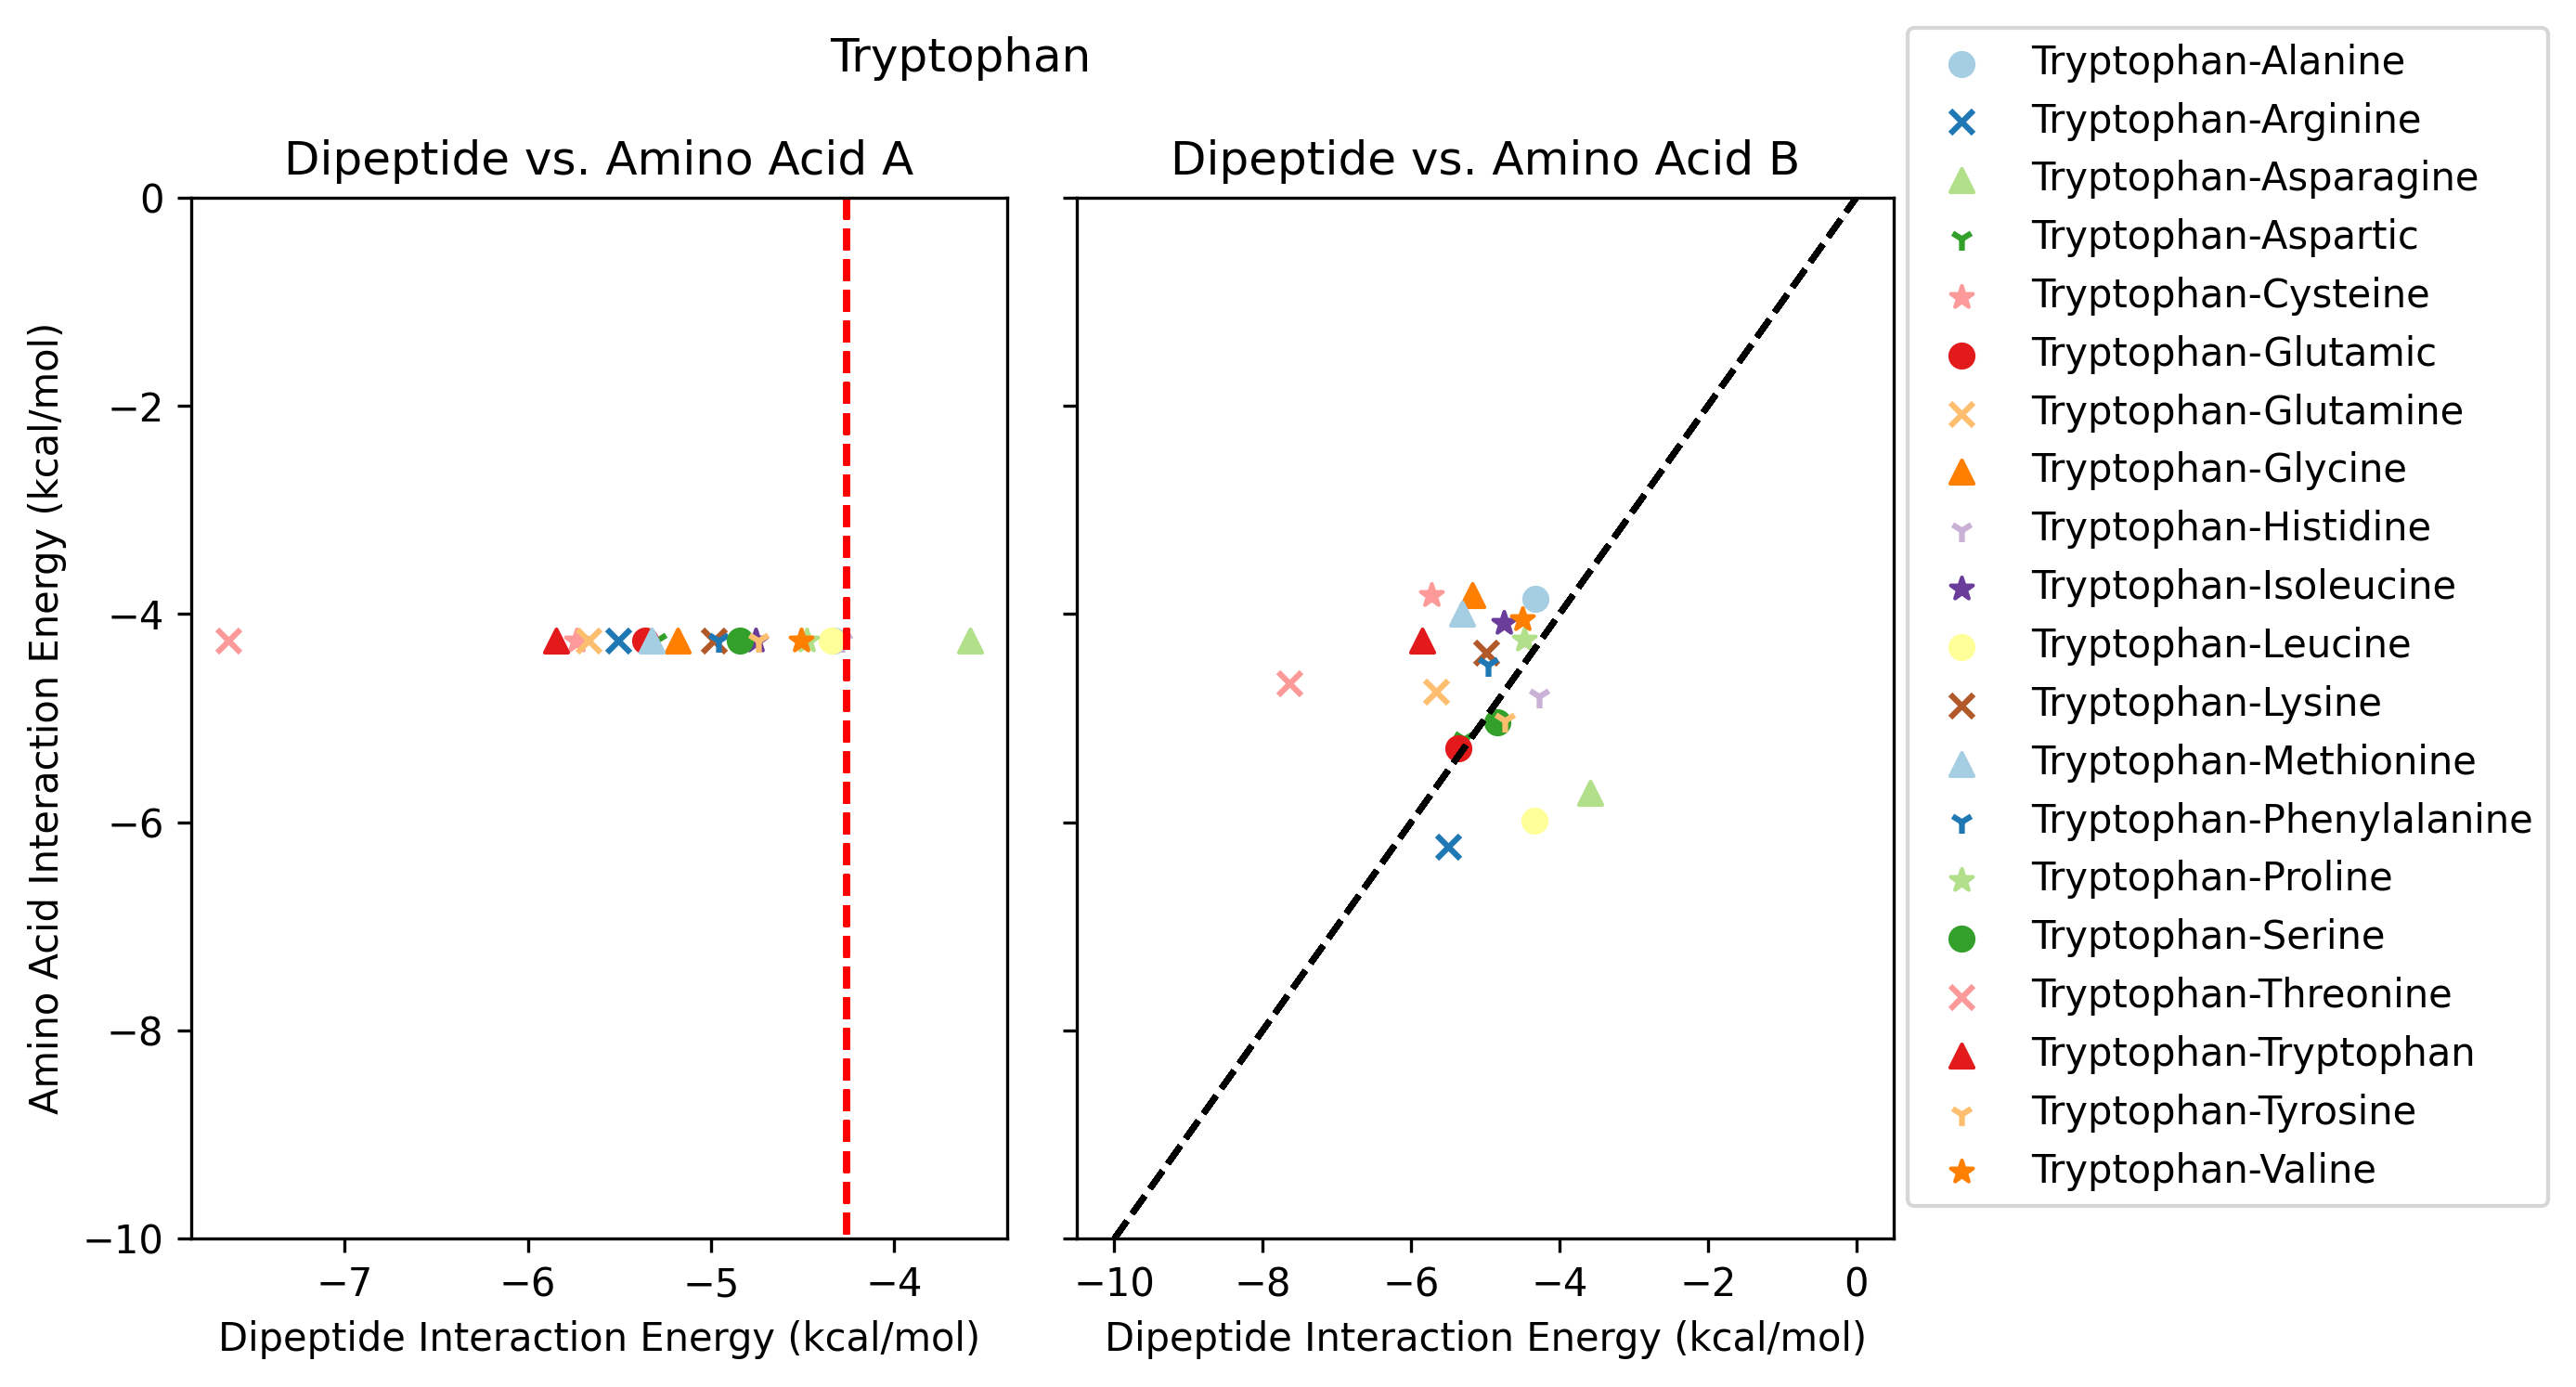 Tryptophan
Dipeptide vs. Amino Acid A
Dipeptide vs. Amino Acid B
Amino Acid Interaction Energy (kcal/mol)
0
−2
−4
−6
−8
−10
−7 −6 −5 −4
−10 −8 −6 −4 −2 0
Dipeptide Interaction Energy (kcal/mol)
Dipeptide Interaction Energy (kcal/mol)
Tryptophan-Alanine
Tryptophan-Arginine
Tryptophan-Asparagine
Tryptophan-Aspartic
Tryptophan-Cysteine
Tryptophan-Glutamic
Tryptophan-Glutamine
Tryptophan-Glycine
Tryptophan-Histidine
Tryptophan-Isoleucine
Tryptophan-Leucine
Tryptophan-Lysine
Tryptophan-Methionine
Tryptophan-Phenylalanine
Tryptophan-Proline
Tryptophan-Serine
Tryptophan-Threonine
Tryptophan-Tryptophan
Tryptophan-Tyrosine
Tryptophan-Valine